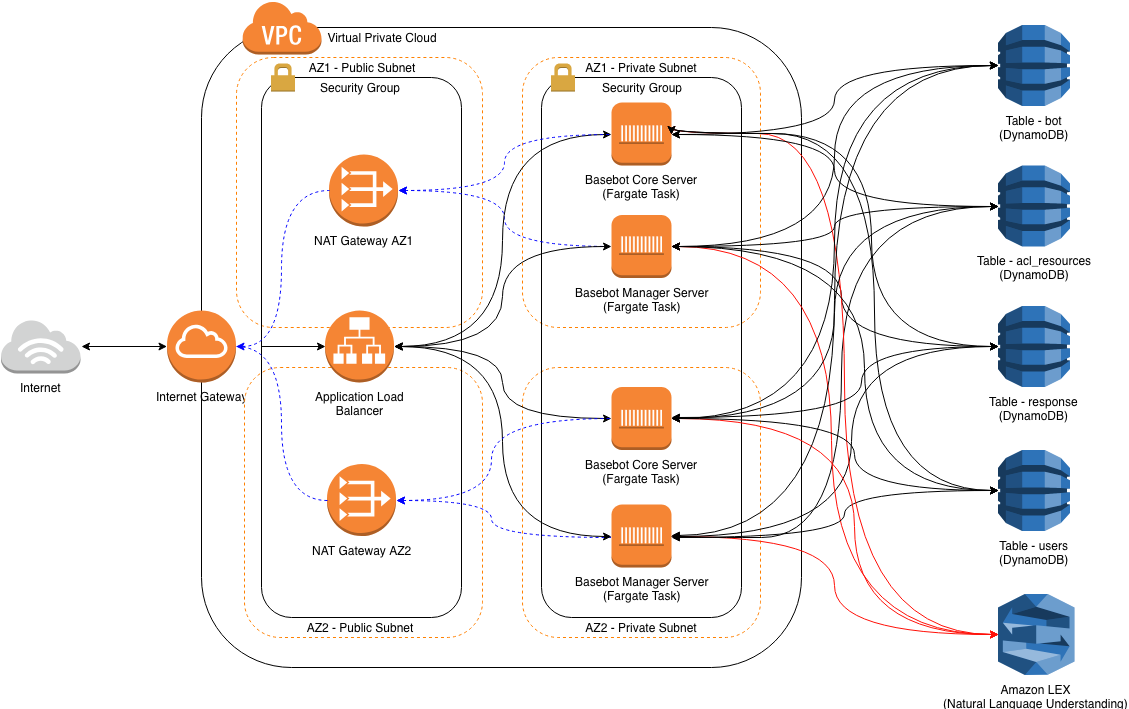 VPC
Virtual Private Cloud
AZ1 - Public Subnet
Security Group
AZ1 - Private Subnet
Security Group
Table - bot
(DynamoDB)
Basebot Core Server
(Fargate Task)
NAT Gateway AZ1
Table - acl_resources
(DynamoDB)
Basebot Manager Server
(Fargate Task)
Internet
Internet Gateway
Application Load
Balancer
Table - response
(DynamoDB)
Basebot Core Server
(Fargate Task)
NAT Gateway AZ2
Table - users
(DynamoDB)
Basebot Manager Server
(Fargate Task)
AZ2 - Public Subnet
AZ2 - Private Subnet
Amazon LEX
(Natural Language Understanding)